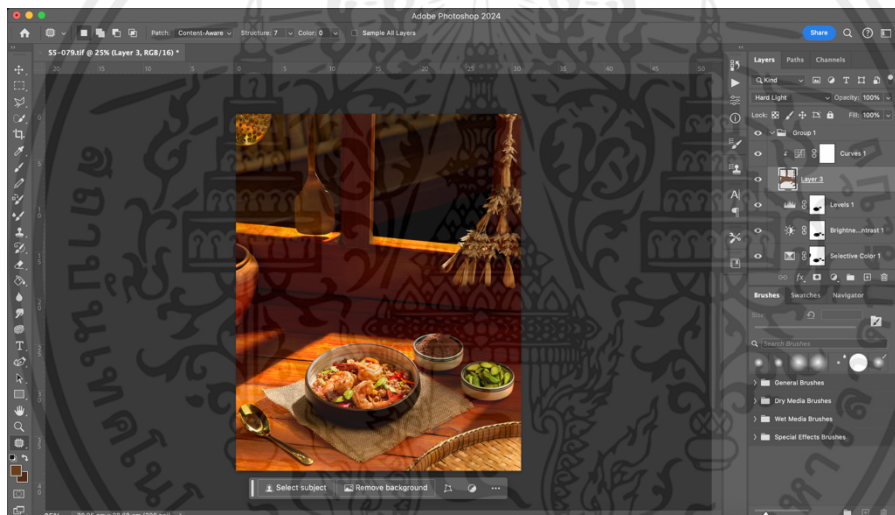 Adobe Photoshop 2024
Patch: Content-Aware Structure: 7 Color: 0 Sample All Layers
Share
S5-079.tif @ 25% (Layer 3, RGB/16) *
Layers Paths Channels
Kind
Hard Light Opacity: 100%
Lock: Fill: 100%
Group 1
Curves 1
Layer 3
Levels 1
Brightne...ntrast 1
Selective Color 1
Brushes Swatches Navigator
Search Brushes
General Brushes
Dry Media Brushes
Wet Media Brushes
Special Effects Brushes
Select subject Remove background